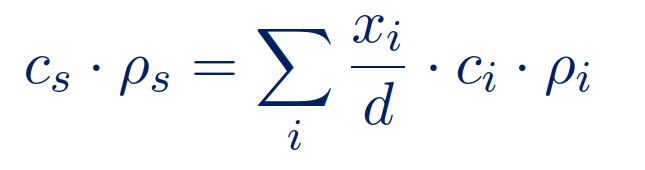 c_s · ρ_s = ∑_i x_i/d · c_i · ρ_i